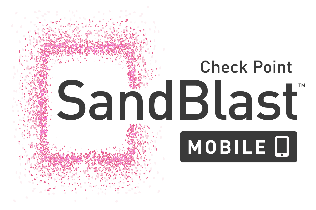 Check Point
SandBlast™
MOBILE